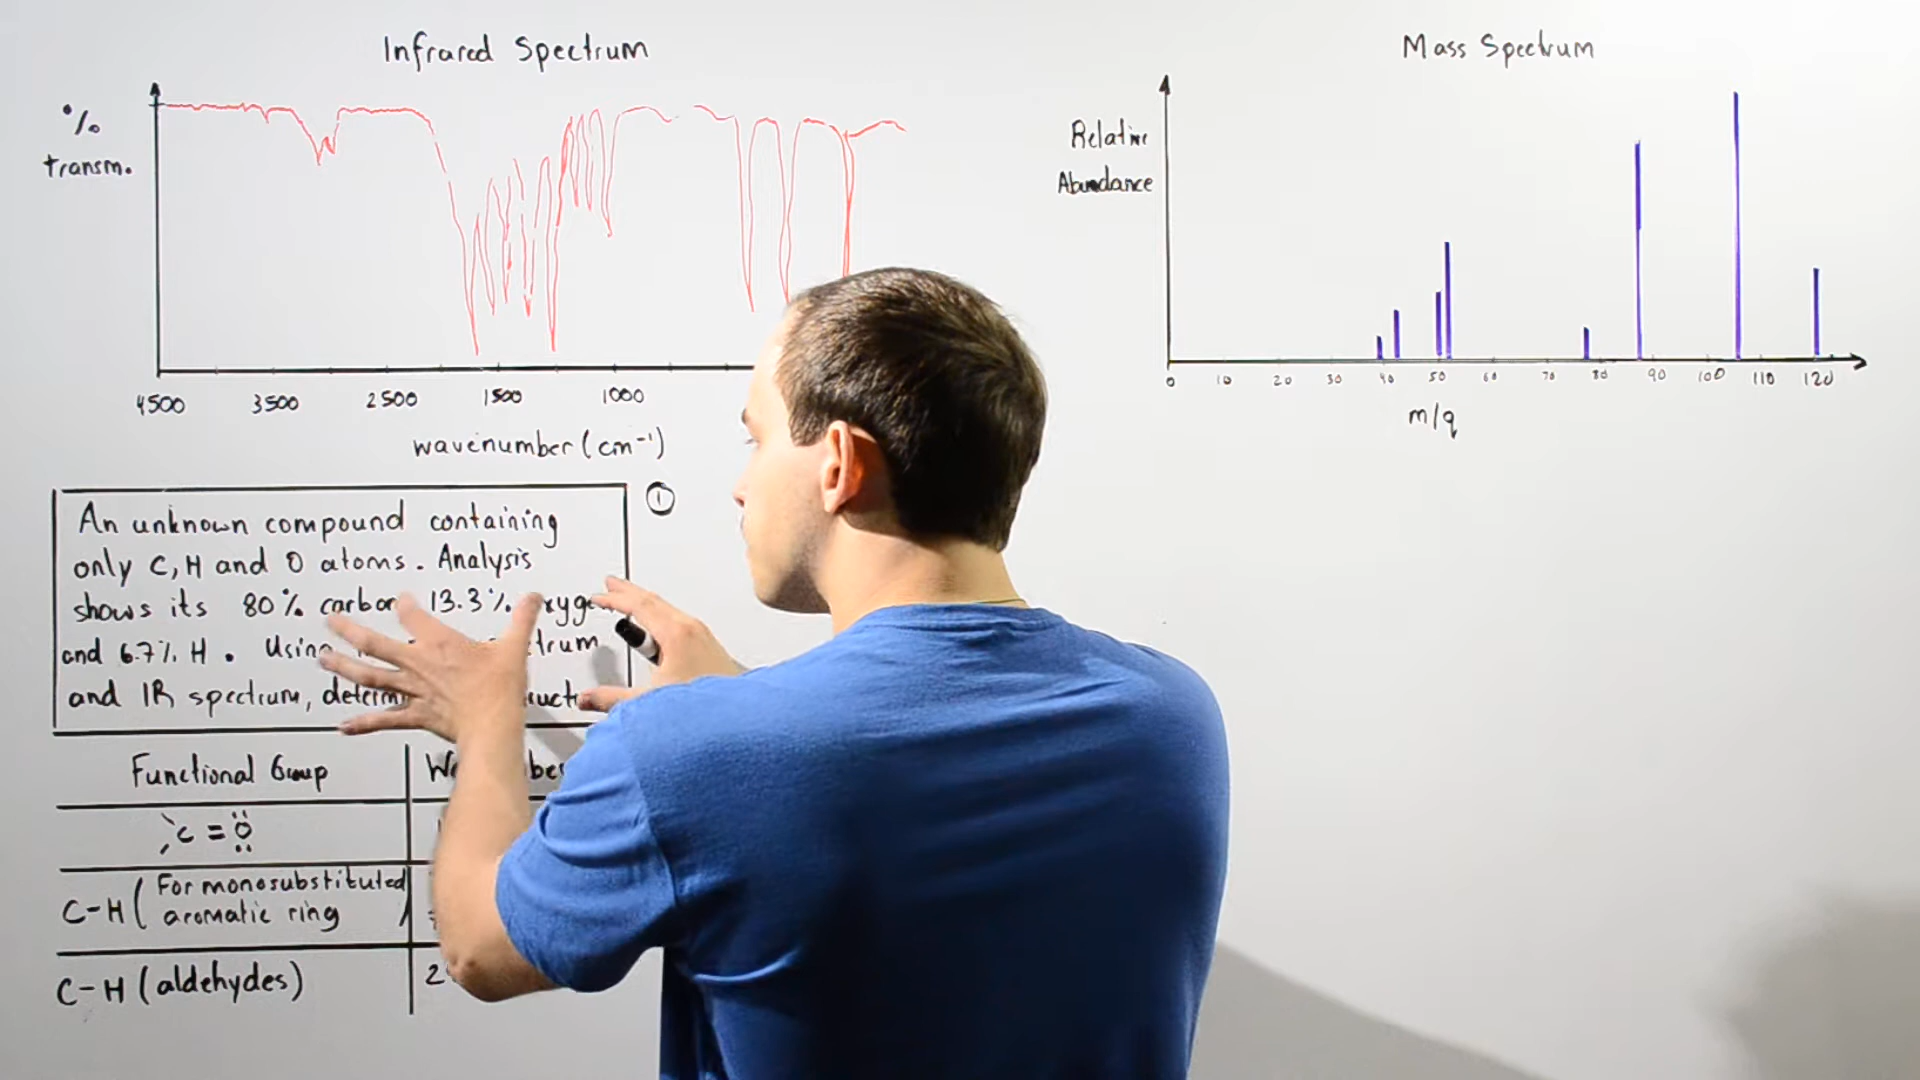 Infrared Spectrum
Mass Spectrum
%
transm.
Relative
Abundance
4500 3500 2500 1500 1000
wavenumber (cm⁻¹)
0 10 20 30 40 50 60 70 80 90 100 110 120
m/q
An unknown compound containing
only C, H and O atoms. Analysis
shows its 80% carbon 13.3%
and 6.7% H. Using
and IR spectrum,
①
Functional Group
C=O
C-H (For monosubstituted
aromatic ring)
C-H (aldehydes)